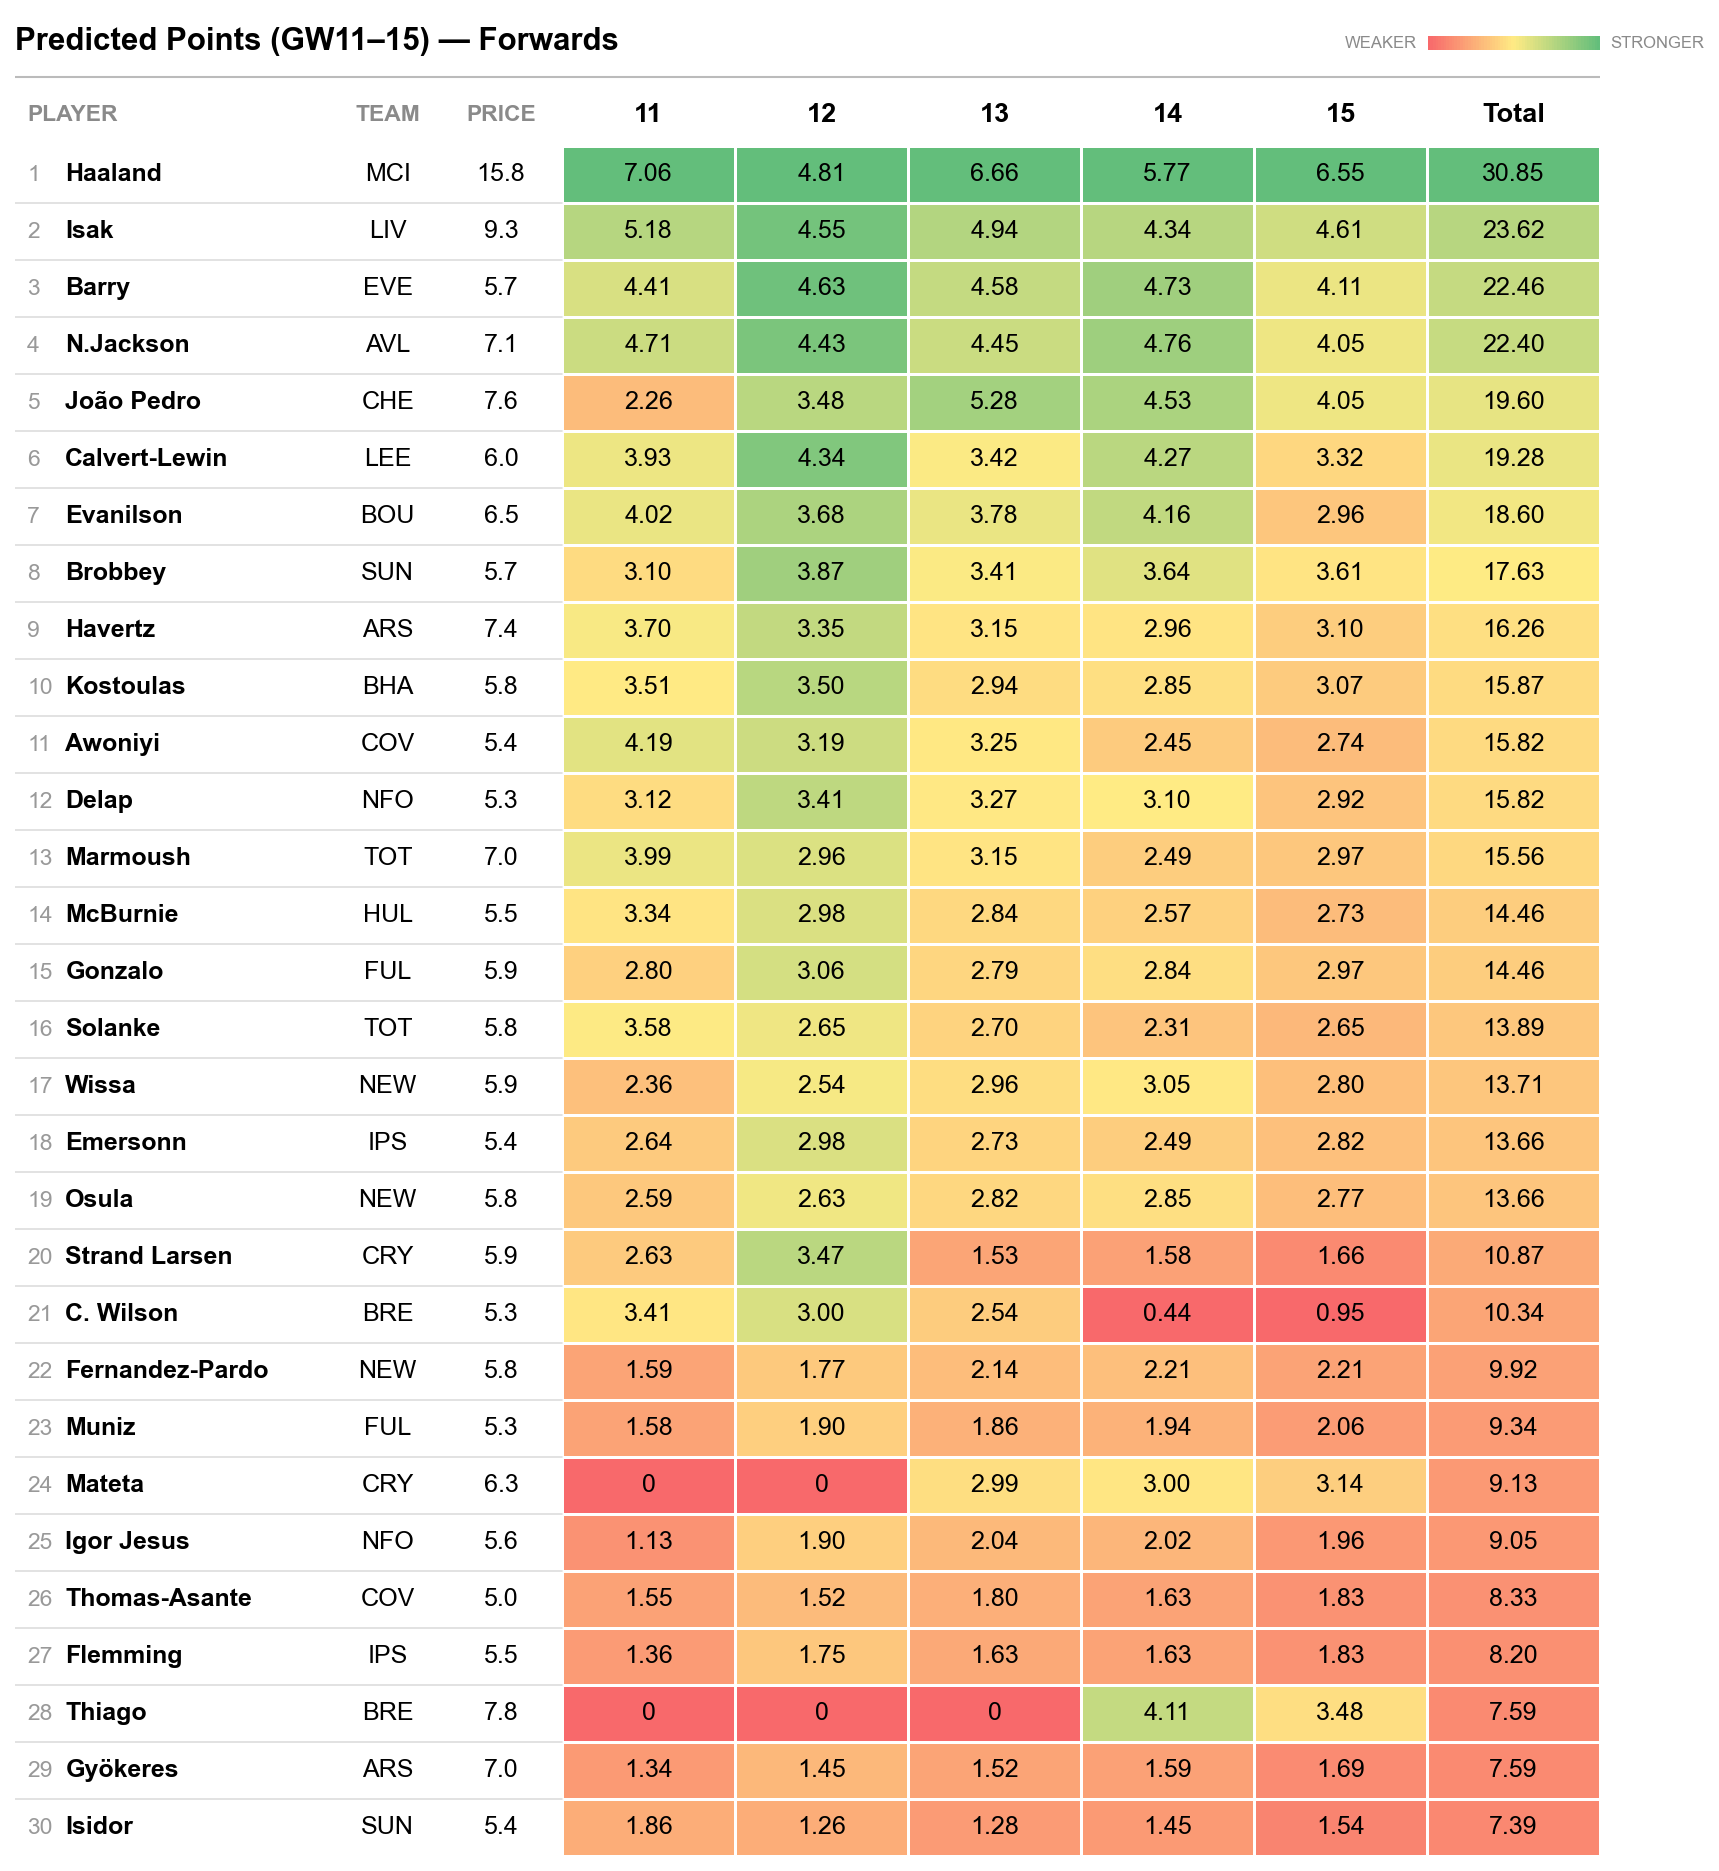 Predicted Points (GW11–15) — Forwards
WEAKER STRONGER
PLAYER TEAM PRICE 11 12 13 14 15 Total
1 Haaland MCI 15.8 7.06 4.81 6.66 5.77 6.55 30.85
2 Isak LIV 9.3 5.18 4.55 4.94 4.34 4.61 23.62
3 Barry EVE 5.7 4.41 4.63 4.58 4.73 4.11 22.46
4 N.Jackson AVL 7.1 4.71 4.43 4.45 4.76 4.05 22.40
5 João Pedro CHE 7.6 2.26 3.48 5.28 4.53 4.05 19.60
6 Calvert-Lewin LEE 6.0 3.93 4.34 3.42 4.27 3.32 19.28
7 Evanilson BOU 6.5 4.02 3.68 3.78 4.16 2.96 18.60
8 Brobbey SUN 5.7 3.10 3.87 3.41 3.64 3.61 17.63
9 Havertz ARS 7.4 3.70 3.35 3.15 2.96 3.10 16.26
10 Kostoulas BHA 5.8 3.51 3.50 2.94 2.85 3.07 15.87
11 Awoniyi COV 5.4 4.19 3.19 3.25 2.45 2.74 15.82
12 Delap NFO 5.3 3.12 3.41 3.27 3.10 2.92 15.82
13 Marmoush TOT 7.0 3.99 2.96 3.15 2.49 2.97 15.56
14 McBurnie HUL 5.5 3.34 2.98 2.84 2.57 2.73 14.46
15 Gonzalo FUL 5.9 2.80 3.06 2.79 2.84 2.97 14.46
16 Solanke TOT 5.8 3.58 2.65 2.70 2.31 2.65 13.89
17 Wissa NEW 5.9 2.36 2.54 2.96 3.05 2.80 13.71
18 Emersonn IPS 5.4 2.64 2.98 2.73 2.49 2.82 13.66
19 Osula NEW 5.8 2.59 2.63 2.82 2.85 2.77 13.66
20 Strand Larsen CRY 5.9 2.63 3.47 1.53 1.58 1.66 10.87
21 C. Wilson BRE 5.3 3.41 3.00 2.54 0.44 0.95 10.34
22 Fernandez-Pardo NEW 5.8 1.59 1.77 2.14 2.21 2.21 9.92
23 Muniz FUL 5.3 1.58 1.90 1.86 1.94 2.06 9.34
24 Mateta CRY 6.3 0 0 2.99 3.00 3.14 9.13
25 Igor Jesus NFO 5.6 1.13 1.90 2.04 2.02 1.96 9.05
26 Thomas-Asante COV 5.0 1.55 1.52 1.80 1.63 1.83 8.33
27 Flemming IPS 5.5 1.36 1.75 1.63 1.63 1.83 8.20
28 Thiago BRE 7.8 0 0 0 4.11 3.48 7.59
29 Gyökeres ARS 7.0 1.34 1.45 1.52 1.59 1.69 7.59
30 Isidor SUN 5.4 1.86 1.26 1.28 1.45 1.54 7.39